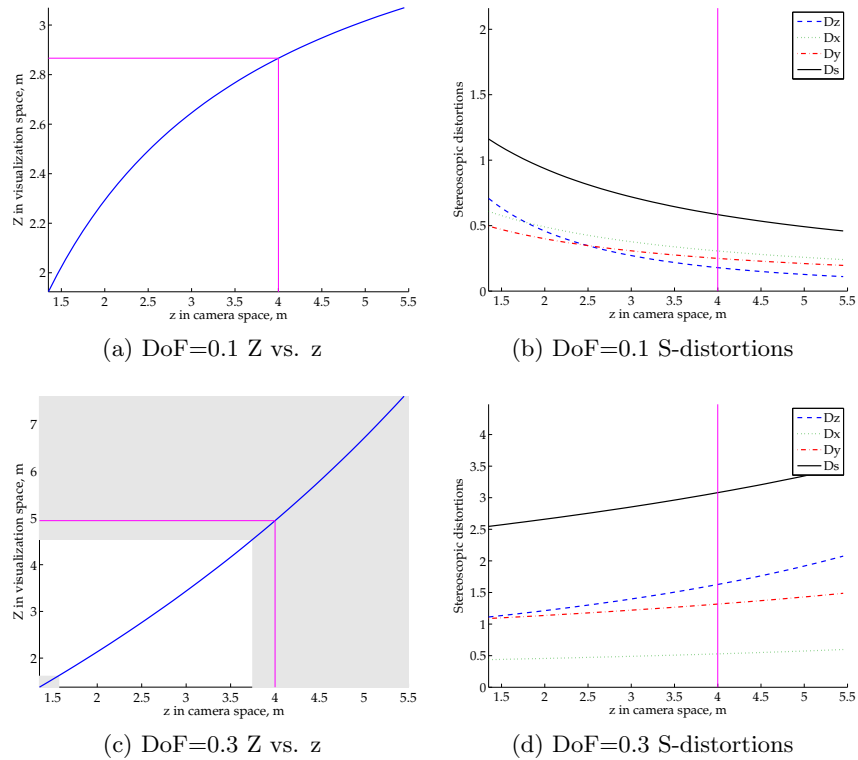 3
2.8
2.6
2.4
2.2
2
Z in visualization space, m
1.5 2 2.5 3 3.5 4 4.5 5 5.5
z in camera space, m
(a) DoF=0.1 Z vs. z
2
1.5
1
0.5
0
Stereoscopic distortions
Dz
Dx
Dy
Ds
1.5 2 2.5 3 3.5 4 4.5 5 5.5
z in camera space, m
(b) DoF=0.1 S-distortions
7
6
5
4
3
2
Z in visualization space, m
1.5 2 2.5 3 3.5 4 4.5 5 5.5
z in camera space, m
(c) DoF=0.3 Z vs. z
4
3.5
3
2.5
2
1.5
1
0.5
0
Stereoscopic distortions
Dz
Dx
Dy
Ds
1.5 2 2.5 3 3.5 4 4.5 5 5.5
z in camera space, m
(d) DoF=0.3 S-distortions